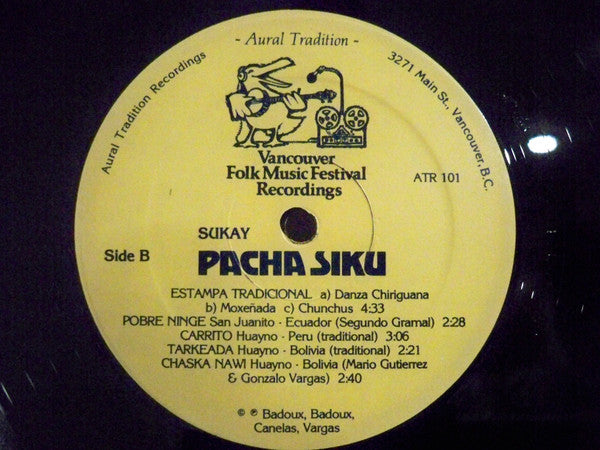 - Aural Tradition -
Aural Tradition Recordings
3271 Main St., Vancouver, B.C.
Vancouver
Folk Music Festival
Recordings
ATR 101
SUKAY
Side B
PACHA SIKU
ESTAMPA TRADICIONAL a) Danza Chiriguana
b) Moxeñada c) Chunchus 4:33
POBRE NINGE San Juanito - Ecuador (Segundo Gramal) 2:28
CARRITO Huayno - Peru (traditional) 3:06
TARKEADA Huayno - Bolivia (traditional) 2:21
CHASKA NAWI Huayno - Bolivia (Mario Gutierrez
& Gonzalo Vargas) 2:40
© ℗ Badoux, Badoux,
Canelas, Vargas